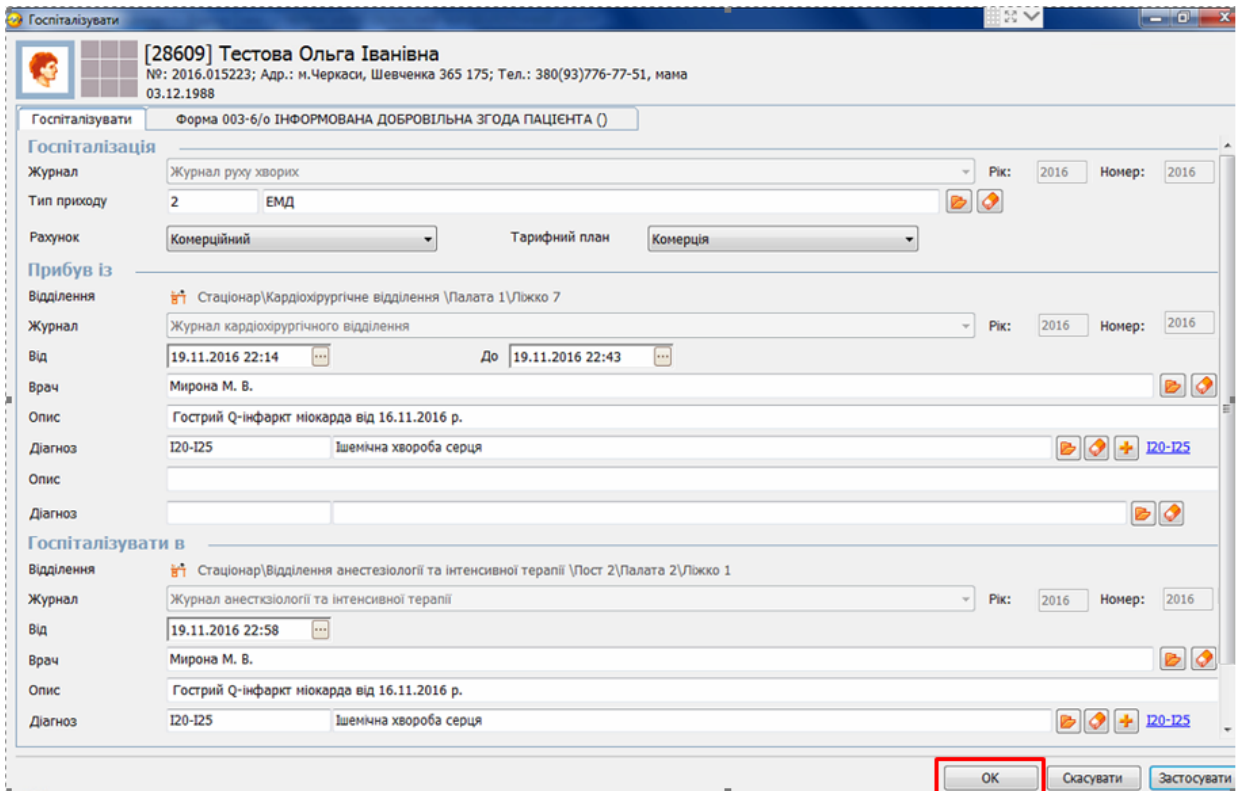 Госпіталізувати
[28609] Тестова Ольга Іванівна
№: 2016.015223; Адр.: м.Черкаси, Шевченка 365 175; Тел.: 380(93)776-77-51, мама
03.12.1988
Госпіталізувати Форма 003-6/о ІНФОРМОВАНА ДОБРОВІЛЬНА ЗГОДА ПАЦІЄНТА ()
Госпіталізація
Журнал Журнал руху хворих Рік: 2016 Номер: 2016
Тип приходу 2 ЕМД
Рахунок Комерційний Тарифний план Комерція
Прибув із
Відділення Стаціонар\Кардіохірургічне відділення \Палата 1\Ліжко 7
Журнал Журнал кардіохірургічного відділення Рік: 2016 Номер: 2016
Від 19.11.2016 22:14 ... До 19.11.2016 22:43 ...
Врач Мирона М. В.
Опис Гострий Q-інфаркт міокарда від 16.11.2016 р.
Діагноз I20-I25 Ішемічна хвороба серця I20-I25
Опис
Діагноз
Госпіталізувати в
Відділення Стаціонар\Відділення анестезіології та інтенсивної терапії \Пост 2\Палата 2\Ліжко 1
Журнал Журнал анесткзіології та інтенсивної терапії Рік: 2016 Номер: 2016
Від 19.11.2016 22:58 ...
Врач Мирона М. В.
Опис Гострий Q-інфаркт міокарда від 16.11.2016 р.
Діагноз I20-I25 Ішемічна хвороба серця I20-I25
ОК Скасувати Застосувати